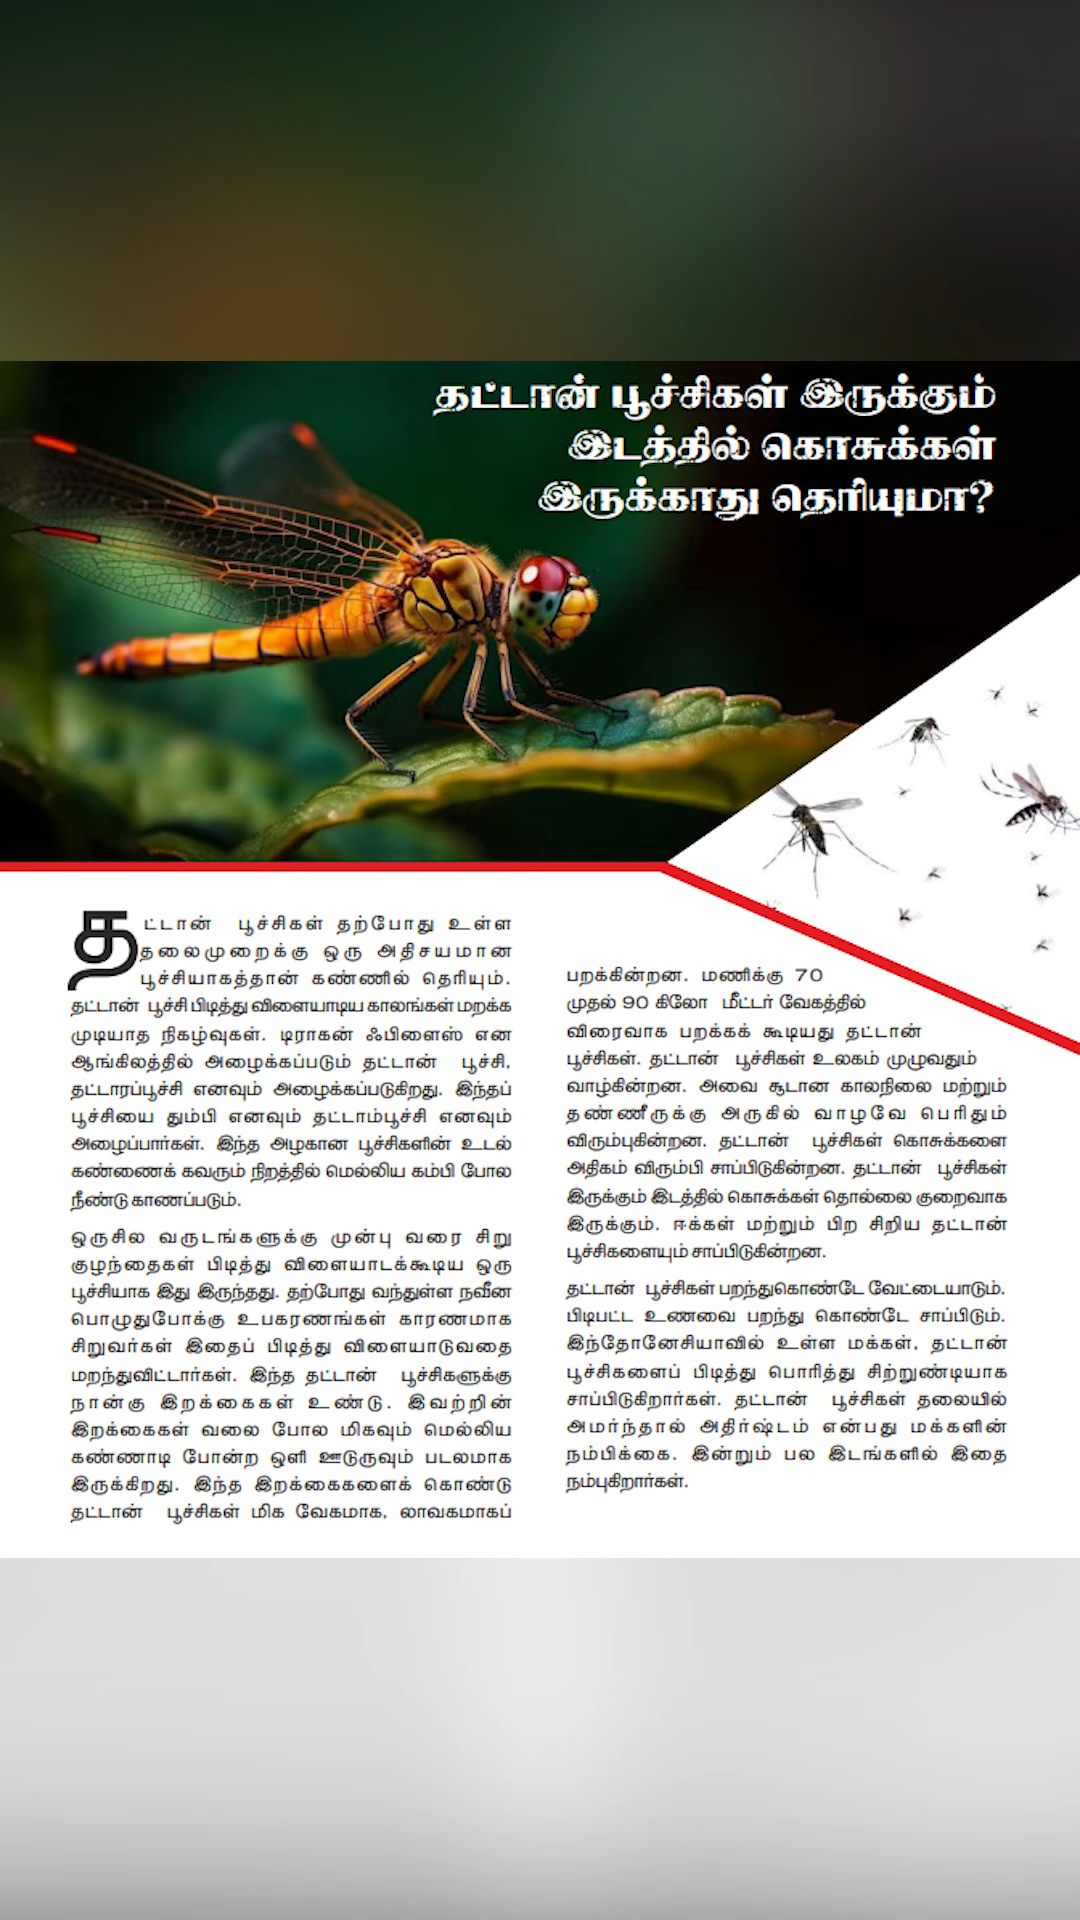 தட்டான் பூச்சிகள் இருக்கும்
இடத்தில் கொசுக்கள்
இருக்காது தெரியுமா?
தட்டான் பூச்சிகள் தற்போது உள்ள
தலைமுறைக்கு ஒரு அதிசயமான
பூச்சியாகத்தான் கண்ணில் தெரியும்.
தட்டான் பூச்சி பிடித்து விளையாடிய காலங்கள் மறக்க
முடியாத நிகழ்வுகள். டிராகன் ஃபிளைஸ் என
ஆங்கிலத்தில் அழைக்கப்படும் தட்டான் பூச்சி,
தட்டாரப்பூச்சி எனவும் அழைக்கப்படுகிறது. இந்தப்
பூச்சியை தும்பி எனவும் தட்டாம்பூச்சி எனவும்
அழைப்பார்கள். இந்த அழகான பூச்சிகளின் உடல்
கண்ணைக் கவரும் நிறத்தில் மெல்லிய கம்பி போல
நீண்டு காணப்படும்.
ஒருசில வருடங்களுக்கு முன்பு வரை சிறு
குழந்தைகள் பிடித்து விளையாடக்கூடிய ஒரு
பூச்சியாக இது இருந்தது. தற்போது வந்துள்ள நவீன
பொழுதுபோக்கு உபகரணங்கள் காரணமாக
சிறுவர்கள் இதைப் பிடித்து விளையாடுவதை
மறந்துவிட்டார்கள். இந்த தட்டான் பூச்சிகளுக்கு
நான்கு இறக்கைகள் உண்டு. இவற்றின்
இறக்கைகள் வலை போல மிகவும் மெல்லிய
கண்ணாடி போன்ற ஒளி ஊடுருவும் படலமாக
இருக்கிறது. இந்த இறக்கைகளைக் கொண்டு
தட்டான் பூச்சிகள் மிக வேகமாக, லாவகமாகப்
பறக்கின்றன. மணிக்கு 70
முதல் 90 கிலோ மீட்டர் வேகத்தில்
விரைவாக பறக்கக் கூடியது தட்டான்
பூச்சிகள். தட்டான் பூச்சிகள் உலகம் முழுவதும்
வாழ்கின்றன. அவை சூடான காலநிலை மற்றும்
தண்ணீருக்கு அருகில் வாழவே பெரிதும்
விரும்புகின்றன. தட்டான் பூச்சிகள் கொசுக்களை
அதிகம் விரும்பி சாப்பிடுகின்றன. தட்டான் பூச்சிகள்
இருக்கும் இடத்தில் கொசுக்கள் தொல்லை குறைவாக
இருக்கும். ஈக்கள் மற்றும் பிற சிறிய தட்டான்
பூச்சிகளையும் சாப்பிடுகின்றன.
தட்டான் பூச்சிகள் பறந்துகொண்டே வேட்டையாடும்.
பிடிபட்ட உணவை பறந்து கொண்டே சாப்பிடும்.
இந்தோனேசியாவில் உள்ள மக்கள், தட்டான்
பூச்சிகளைப் பிடித்து பொரித்து சிற்றுண்டியாக
சாப்பிடுகிறார்கள். தட்டான் பூச்சிகள் தலையில்
அமர்ந்தால் அதிர்ஷ்டம் என்பது மக்களின்
நம்பிக்கை. இன்றும் பல இடங்களில் இதை
நம்புகிறார்கள்.